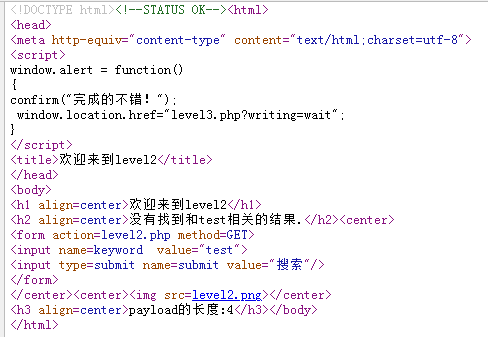 <!DOCTYPE html><!--STATUS OK--><html>
<head>
<meta http-equiv="content-type" content="text/html;charset=utf-8">
<script>
window.alert = function()
{
confirm("完成的不错！");
 window.location.href="level3.php?writing=wait";
}
</script>
<title>欢迎来到level2</title>
</head>
<body>
<h1 align=center>欢迎来到level2</h1>
<h2 align=center>没有找到和test相关的结果.</h2><center>
<form action=level2.php method=GET>
<input name=keyword  value="test">
<input type=submit name=submit value="搜索"/>
</form>
</center><center><img src=level2.png></center>
<h3 align=center>payload的长度:4</h3></body>
</html>